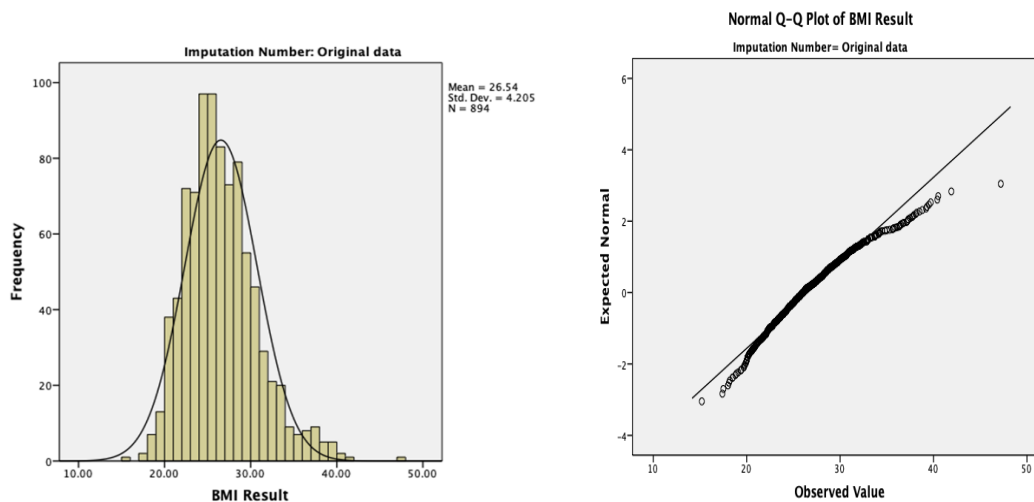 Imputation Number: Original data
Mean = 26.54
Std. Dev. = 4.205
N = 894
100
80
60
40
20
0
Frequency
10.00 20.00 30.00 40.00 50.00
BMI Result
Normal Q-Q Plot of BMI Result
Imputation Number= Original data
6
4
2
0
-2
-4
Expected Normal
10 20 30 40 50
Observed Value